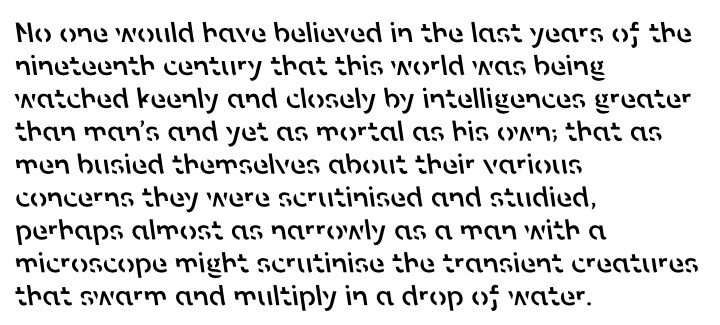 No one would have believed in the last years of the
nineteenth century that this world was being
watched keenly and closely by intelligences greater
than man's and yet as mortal as his own; that as
men busied themselves about their various
concerns they were scrutinised and studied,
perhaps almost as narrowly as a man with a
microscope might scrutinise the transient creatures
that swarm and multiply in a drop of water.